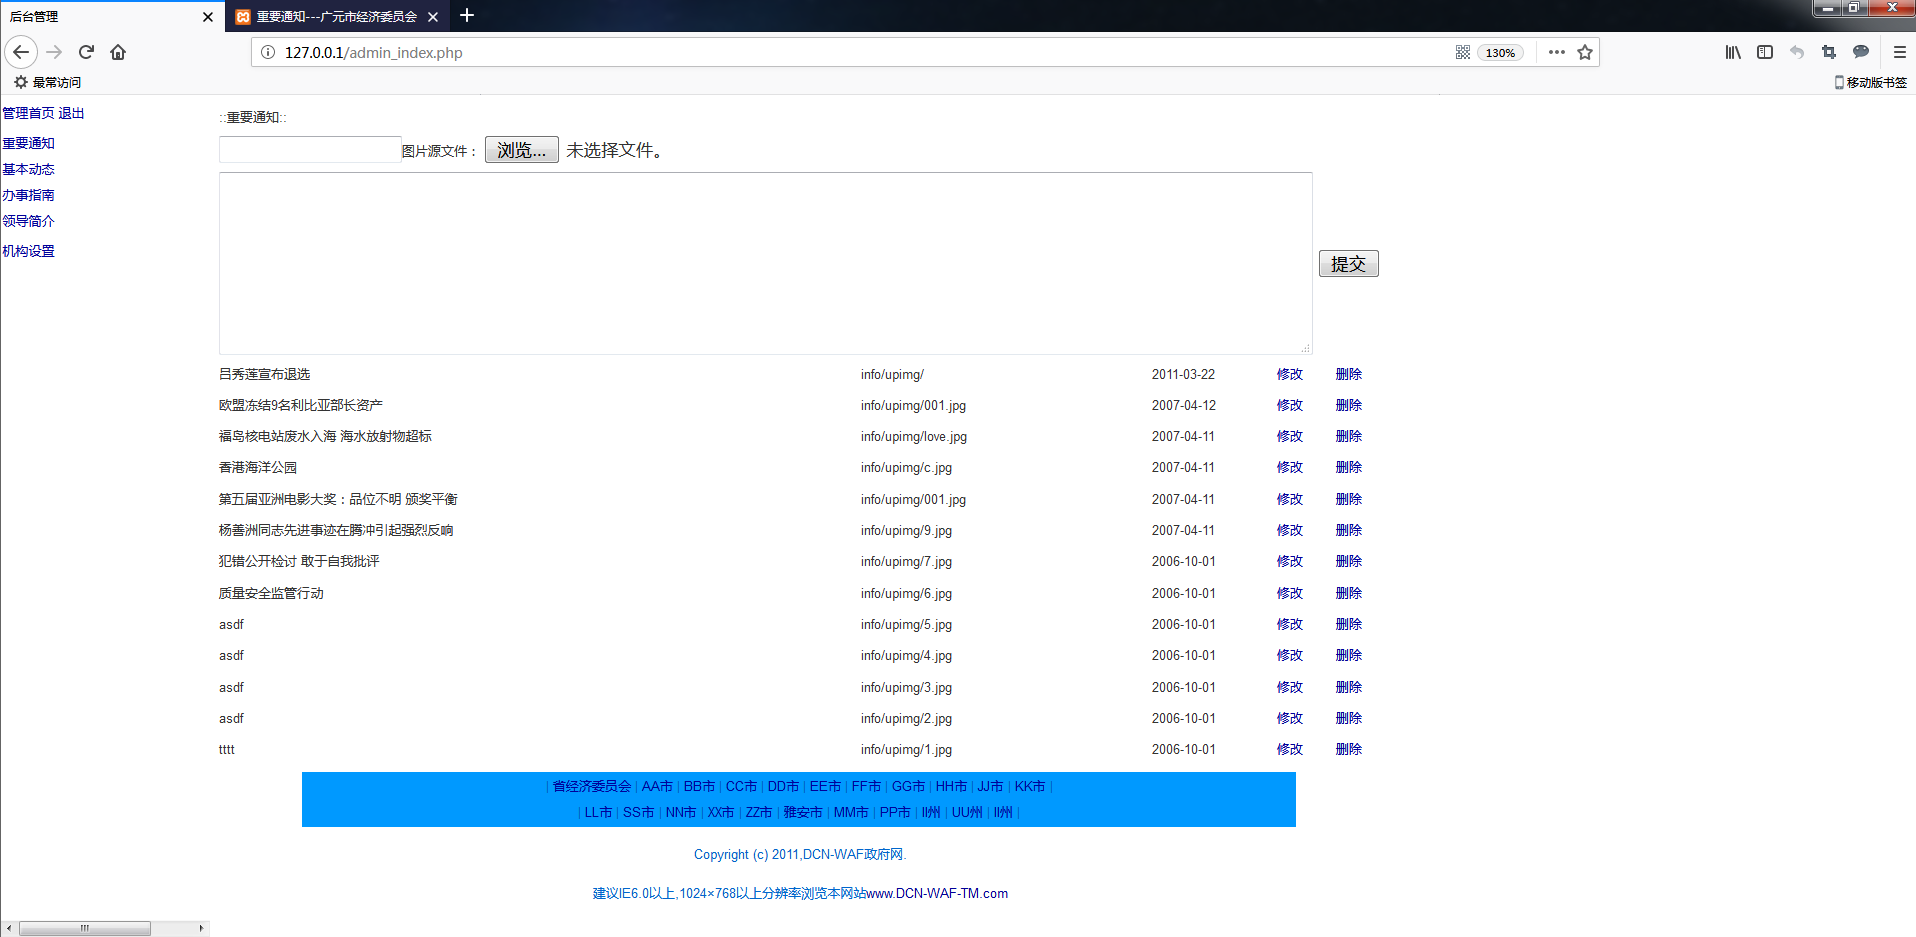 后台管理
重要通知---广元市经济委员会
127.0.0.1/admin_index.php
130%
最常访问
移动版书签
管理首页 退出
重要通知
基本动态
办事指南
领导简介
机构设置
::重要通知::
图片源文件： 浏览... 未选择文件。
提交
吕秀莲宣布退选 info/upimg/ 2011-03-22 修改 删除
欧盟冻结9名利比亚部长资产 info/upimg/001.jpg 2007-04-12 修改 删除
福岛核电站废水入海 海水放射物超标 info/upimg/love.jpg 2007-04-11 修改 删除
香港海洋公园 info/upimg/c.jpg 2007-04-11 修改 删除
第五届亚洲电影大奖：品位不明 颁奖平衡 info/upimg/001.jpg 2007-04-11 修改 删除
杨善洲同志先进事迹在腾冲引起强烈反响 info/upimg/9.jpg 2007-04-11 修改 删除
犯错公开检讨 敢于自我批评 info/upimg/7.jpg 2006-10-01 修改 删除
质量安全监管行动 info/upimg/6.jpg 2006-10-01 修改 删除
asdf info/upimg/5.jpg 2006-10-01 修改 删除
asdf info/upimg/4.jpg 2006-10-01 修改 删除
asdf info/upimg/3.jpg 2006-10-01 修改 删除
asdf info/upimg/2.jpg 2006-10-01 修改 删除
tttt info/upimg/1.jpg 2006-10-01 修改 删除
| 省经济委员会 | AA市 | BB市 | CC市 | DD市 | EE市 | FF市 | GG市 | HH市 | JJ市 | KK市 |
| LL市 | SS市 | NN市 | XX市 | ZZ市 | 雅安市 | MM市 | PP市 | II州 | UU州 | II州 |
Copyright (c) 2011,DCN-WAF政府网.
建议IE6.0以上,1024×768以上分辨率浏览本网站www.DCN-WAF-TM.com